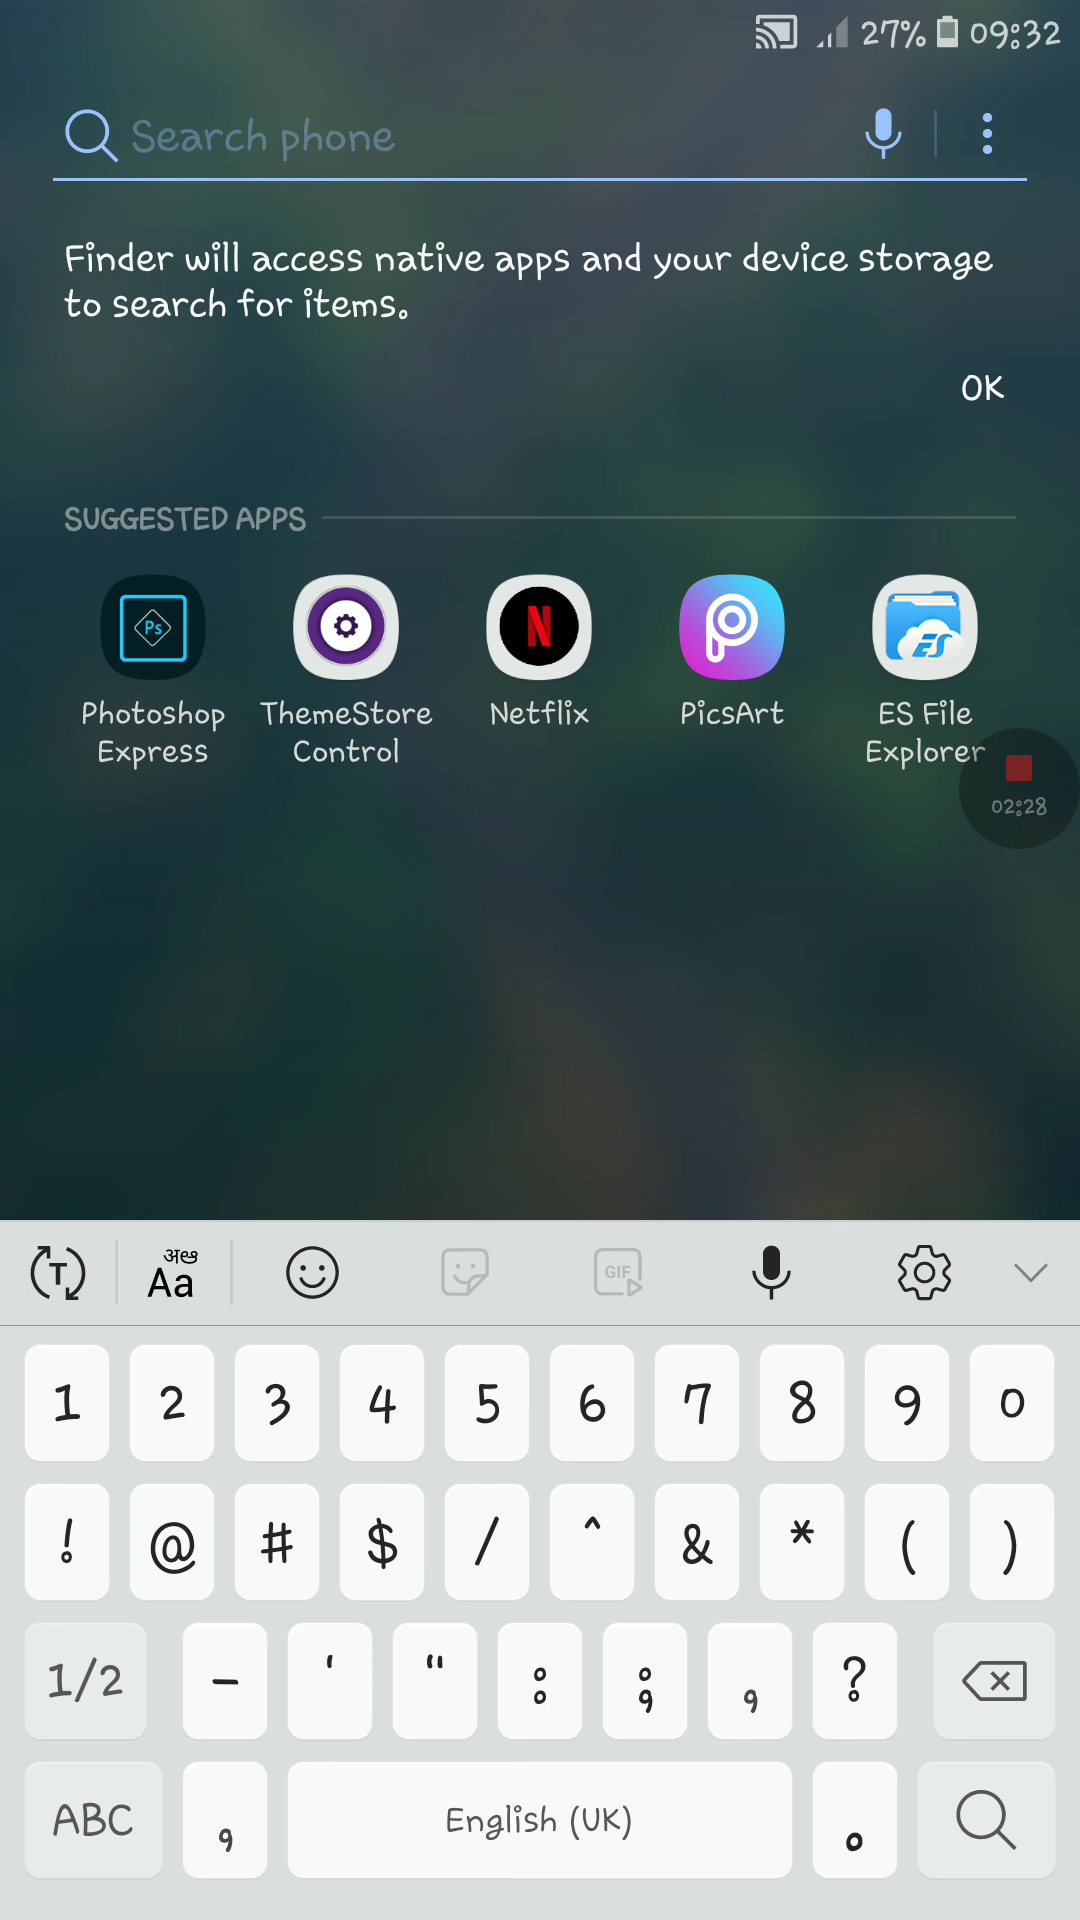 27% 09:32
Search phone
Finder will access native apps and your device storage
to search for items.
OK
SUGGESTED APPS
Ps
N
ES
Photoshop
Express
ThemeStore
Control
Netflix
PicsArt
ES File
Explorer
02:28
T
अआ
Aa
GIF
1 2 3 4 5 6 7 8 9 0
! @ # $ / ^ & * ( )
1/2 - ' " : ; , ?
ABC , English (UK) .